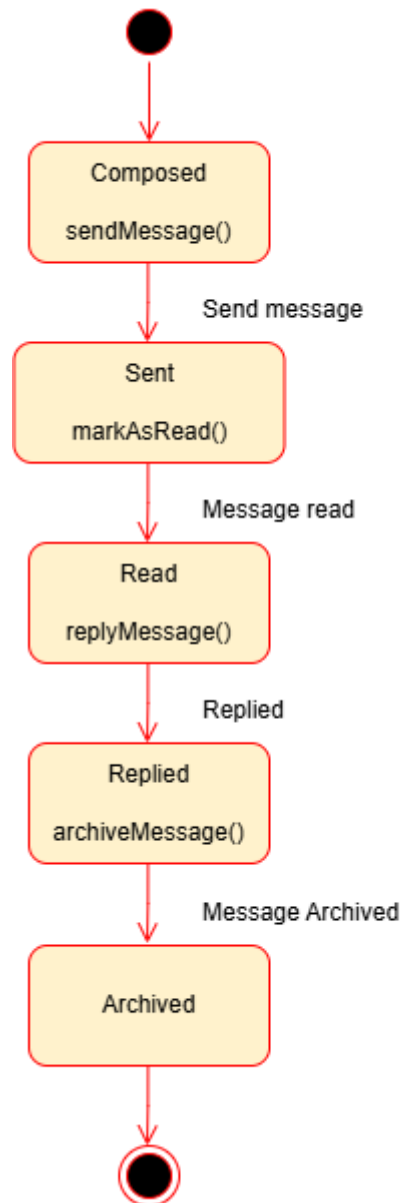 Composed
sendMessage()
Send message
Sent
markAsRead()
Message read
Read
replyMessage()
Replied
Replied
archiveMessage()
Message Archived
Archived